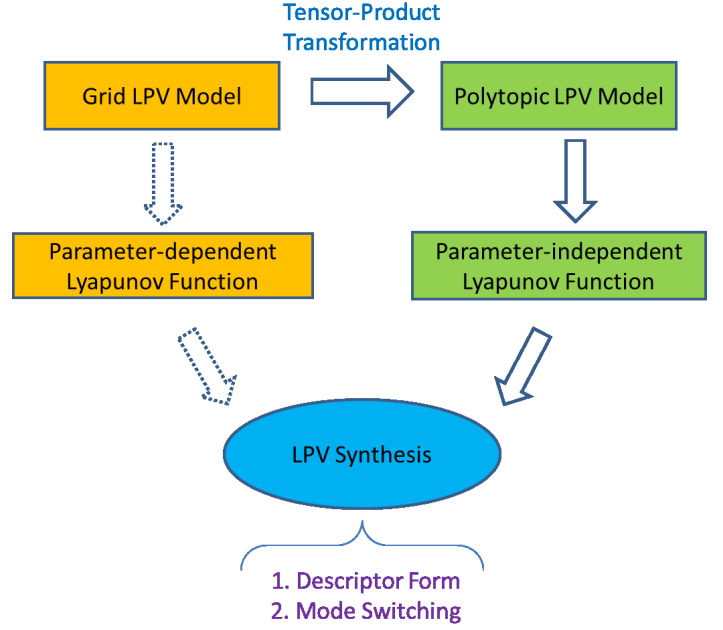 Tensor-Product
Transformation
Grid LPV Model
Polytopic LPV Model
Parameter-dependent
Lyapunov Function
Parameter-independent
Lyapunov Function
LPV Synthesis
1. Descriptor Form
2. Mode Switching